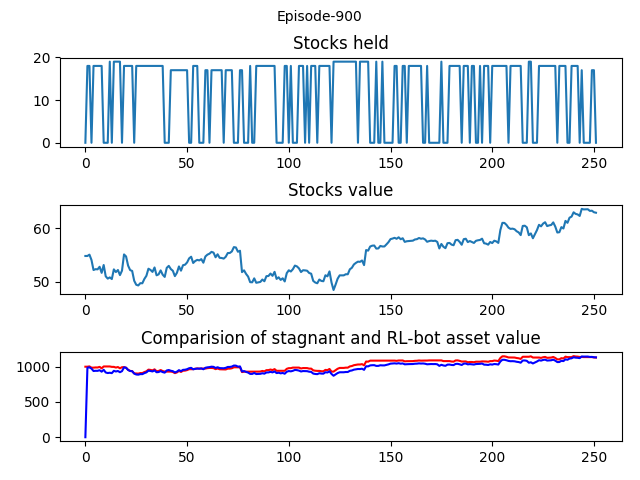 Episode-900
Stocks held
20
10
0
0 50 100 150 200 250
Stocks value
60
50
0 50 100 150 200 250
Comparision of stagnant and RL-bot asset value
1000
500
0
0 50 100 150 200 250